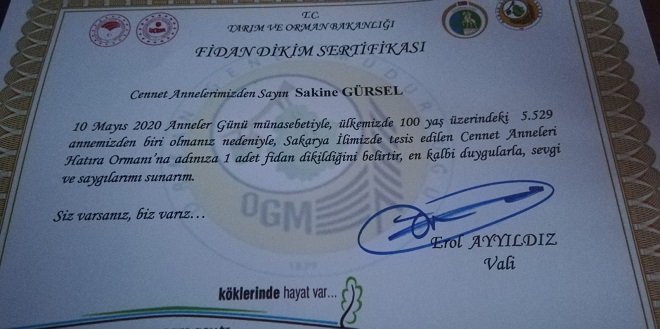 T.C.
TARIM VE ORMAN BAKANLIĞI
FİDAN DİKİM SERTİFİKASI
Cennet Annelerimizden Sayın Sakine GÜRSEL
10 Mayıs 2020 Anneler Günü münasebetiyle, ülkemizde 100 yaş üzerindeki 5.529
annemizden biri olmanız nedeniyle, Sakarya İlimizde tesis edilen Cennet Anneleri
Hatıra Ormanı'na adınıza 1 adet fidan dikildiğini belirtir, en kalbi duygularla, sevgi
ve saygılarımı sunarım.
Siz varsanız, biz varız...
OGM
Erol AYYILDIZ
Vali
köklerinde hayat var...